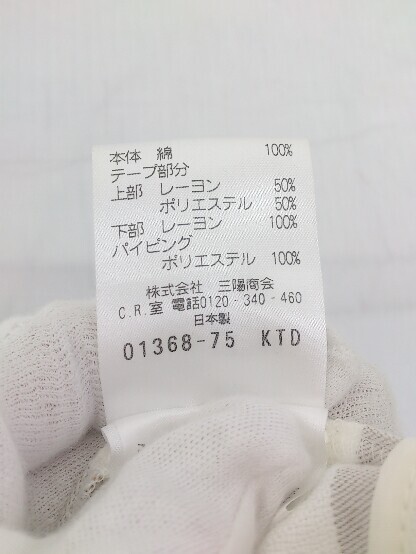 本体 綿 100%
テープ部分
上部 レーヨン 50%
ポリエステル 50%
下部 レーヨン 100%
パイピング
ポリエステル 100%
株式会社 三陽商会
C.R.室 電話0120-340-460
日本製
01368-75 KTD